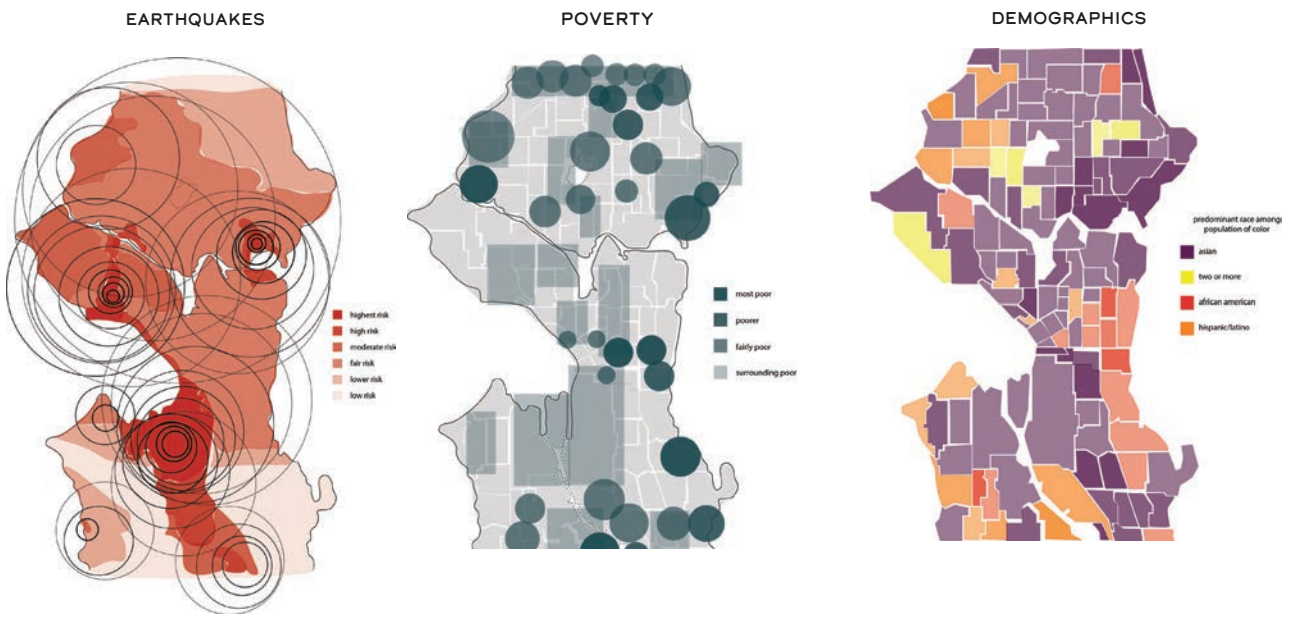 EARTHQUAKES
POVERTY
DEMOGRAPHICS
highest risk
high risk
modimate risk
fair risk
lower risk
low risk
most poor
poorer
fairly poor
surrounding poor
predominant race among
population of color
asian
two or more
african american
hispanic/latino